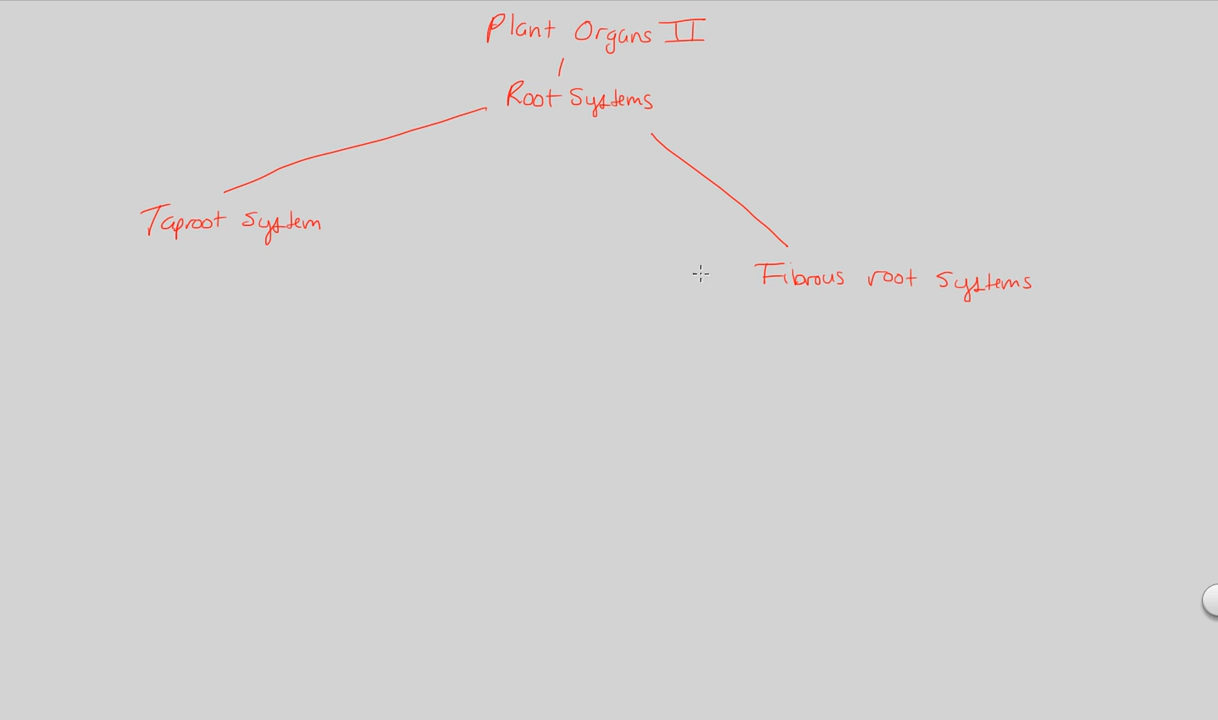 Plant Organs II
Root Systems
Taproot system
Fibrous root systems